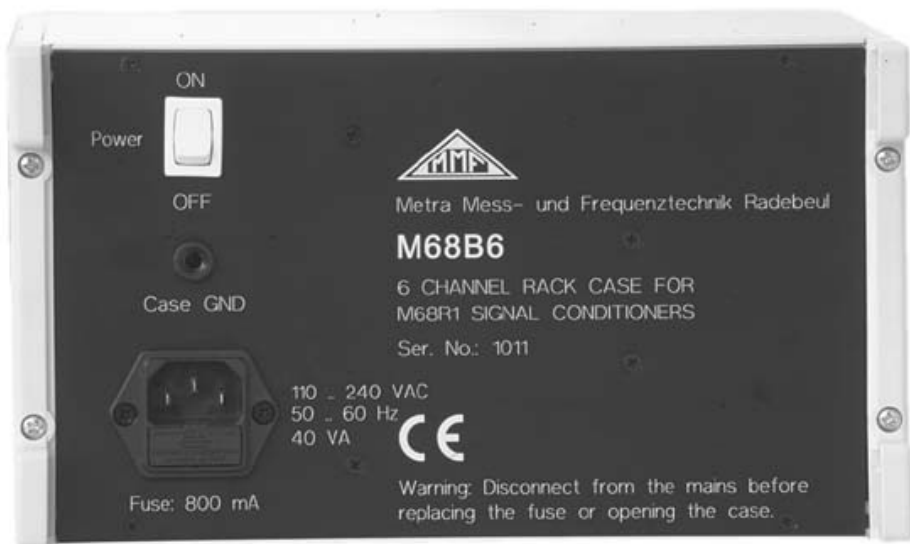 ON
Power
OFF
Case GND
110 .. 240 VAC
50 .. 60 Hz
40 VA
Fuse: 800 mA
MMF
Metra Mess- und Frequenztechnik Radebeul
M68B6
6 CHANNEL RACK CASE FOR
M68R1 SIGNAL CONDITIONERS
Ser. No.: 1011
CE
Warning: Disconnect from the mains before
replacing the fuse or opening the case.